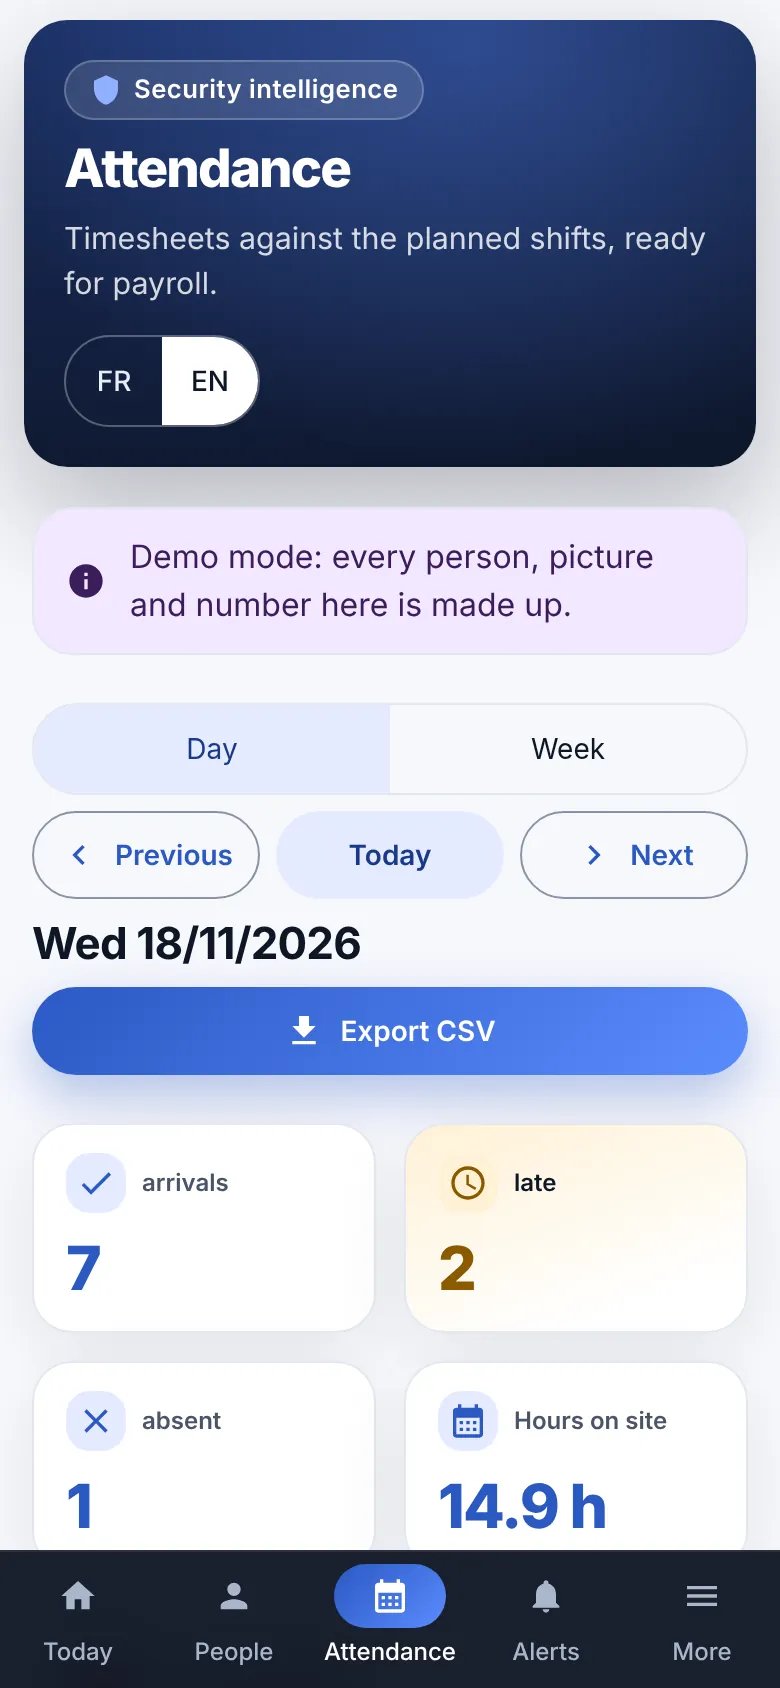 Security intelligence
Attendance
Timesheets against the planned shifts, ready
for payroll.
FR
EN
Demo mode: every person, picture
and number here is made up.
Day
Week
Previous
Today
Next
Wed 18/11/2026
Export CSV
arrivals
7
late
2
absent
1
Hours on site
14.9 h
Today
People
Attendance
Alerts
More